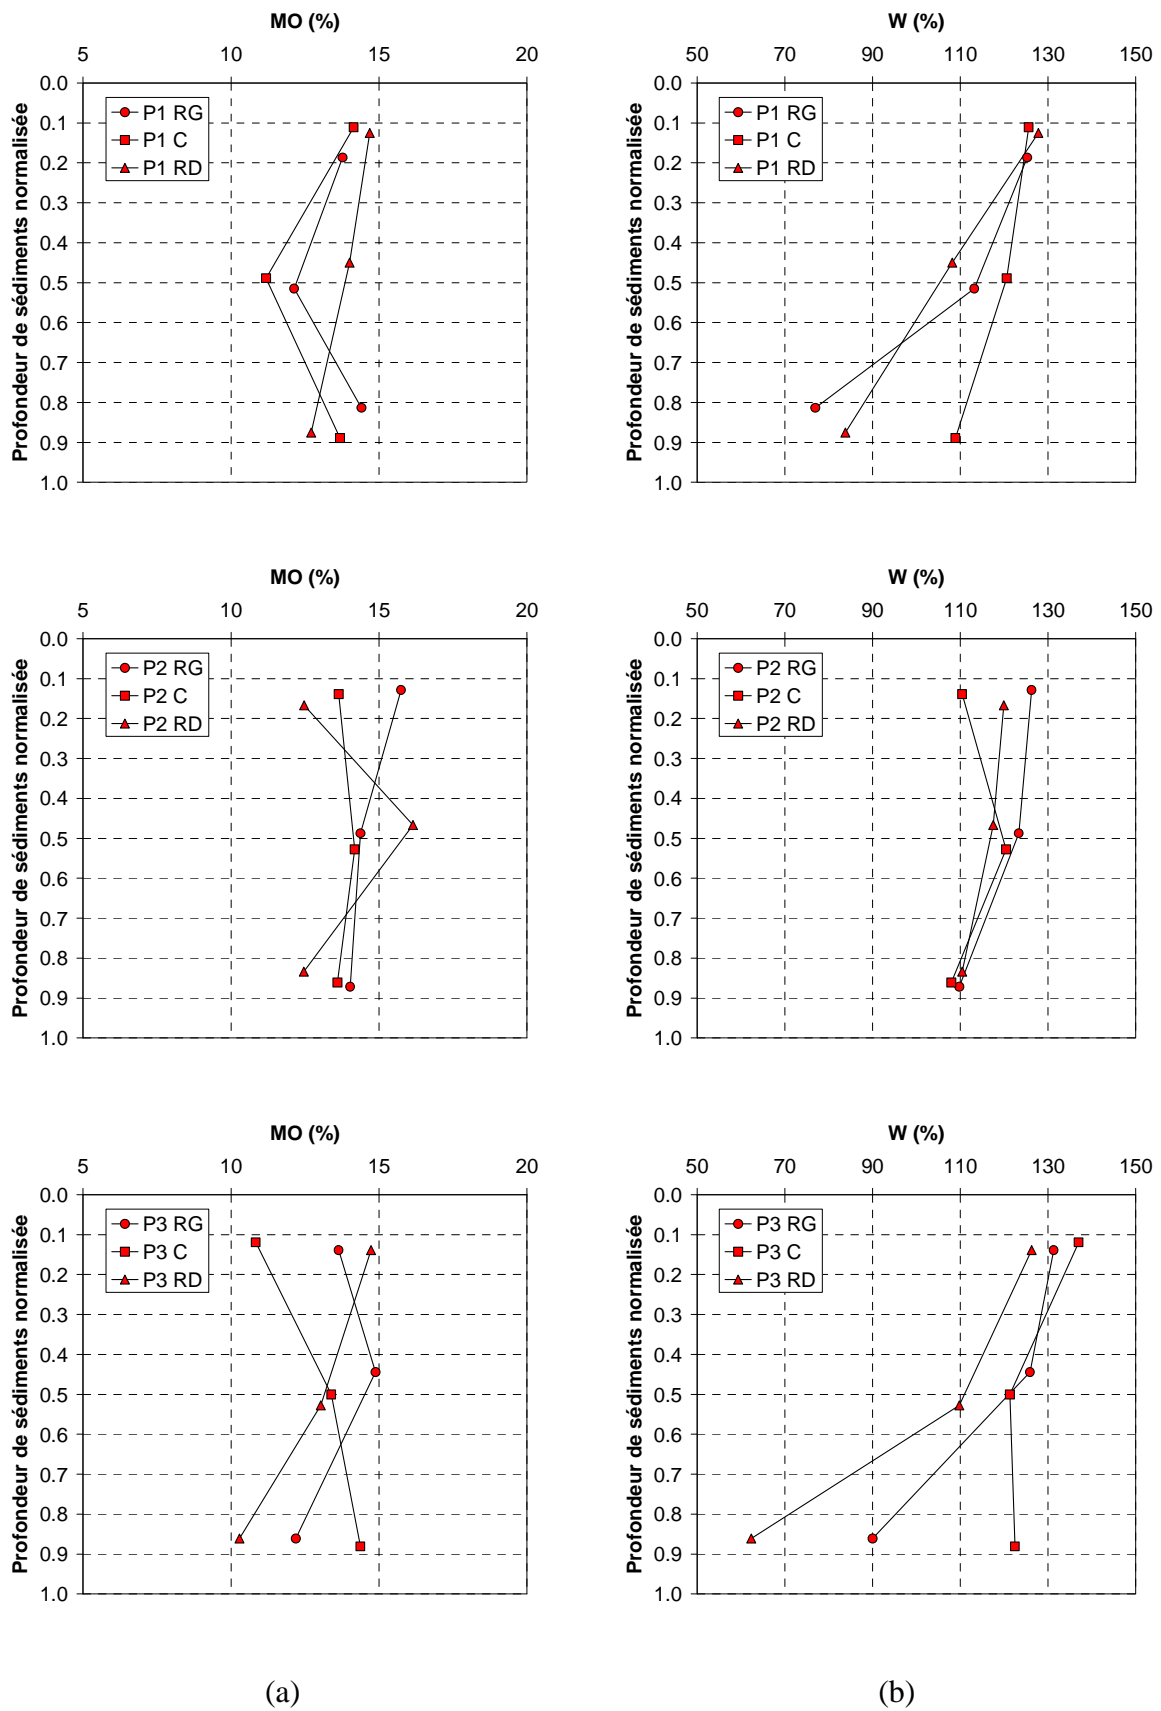 MO (%)
5 10 15 20
0.0
0.1
0.2
0.3
0.4
0.5
0.6
0.7
0.8
0.9
1.0
Profondeur de sédiments normalisée
P1 RG
P1 C
P1 RD
W (%)
50 70 90 110 130 150
0.0
0.1
0.2
0.3
0.4
0.5
0.6
0.7
0.8
0.9
1.0
Profondeur de sédiments normalisée
P1 RG
P1 C
P1 RD
MO (%)
5 10 15 20
0.0
0.1
0.2
0.3
0.4
0.5
0.6
0.7
0.8
0.9
1.0
Profondeur de sédiments normalisée
P2 RG
P2 C
P2 RD
W (%)
50 70 90 110 130 150
0.0
0.1
0.2
0.3
0.4
0.5
0.6
0.7
0.8
0.9
1.0
Profondeur de sédiments normalisée
P2 RG
P2 C
P2 RD
MO (%)
5 10 15 20
0.0
0.1
0.2
0.3
0.4
0.5
0.6
0.7
0.8
0.9
1.0
Profondeur de sédiments normalisée
P3 RG
P3 C
P3 RD
W (%)
50 70 90 110 130 150
0.0
0.1
0.2
0.3
0.4
0.5
0.6
0.7
0.8
0.9
1.0
Profondeur de sédiments normalisée
P3 RG
P3 C
P3 RD
(a)
(b)